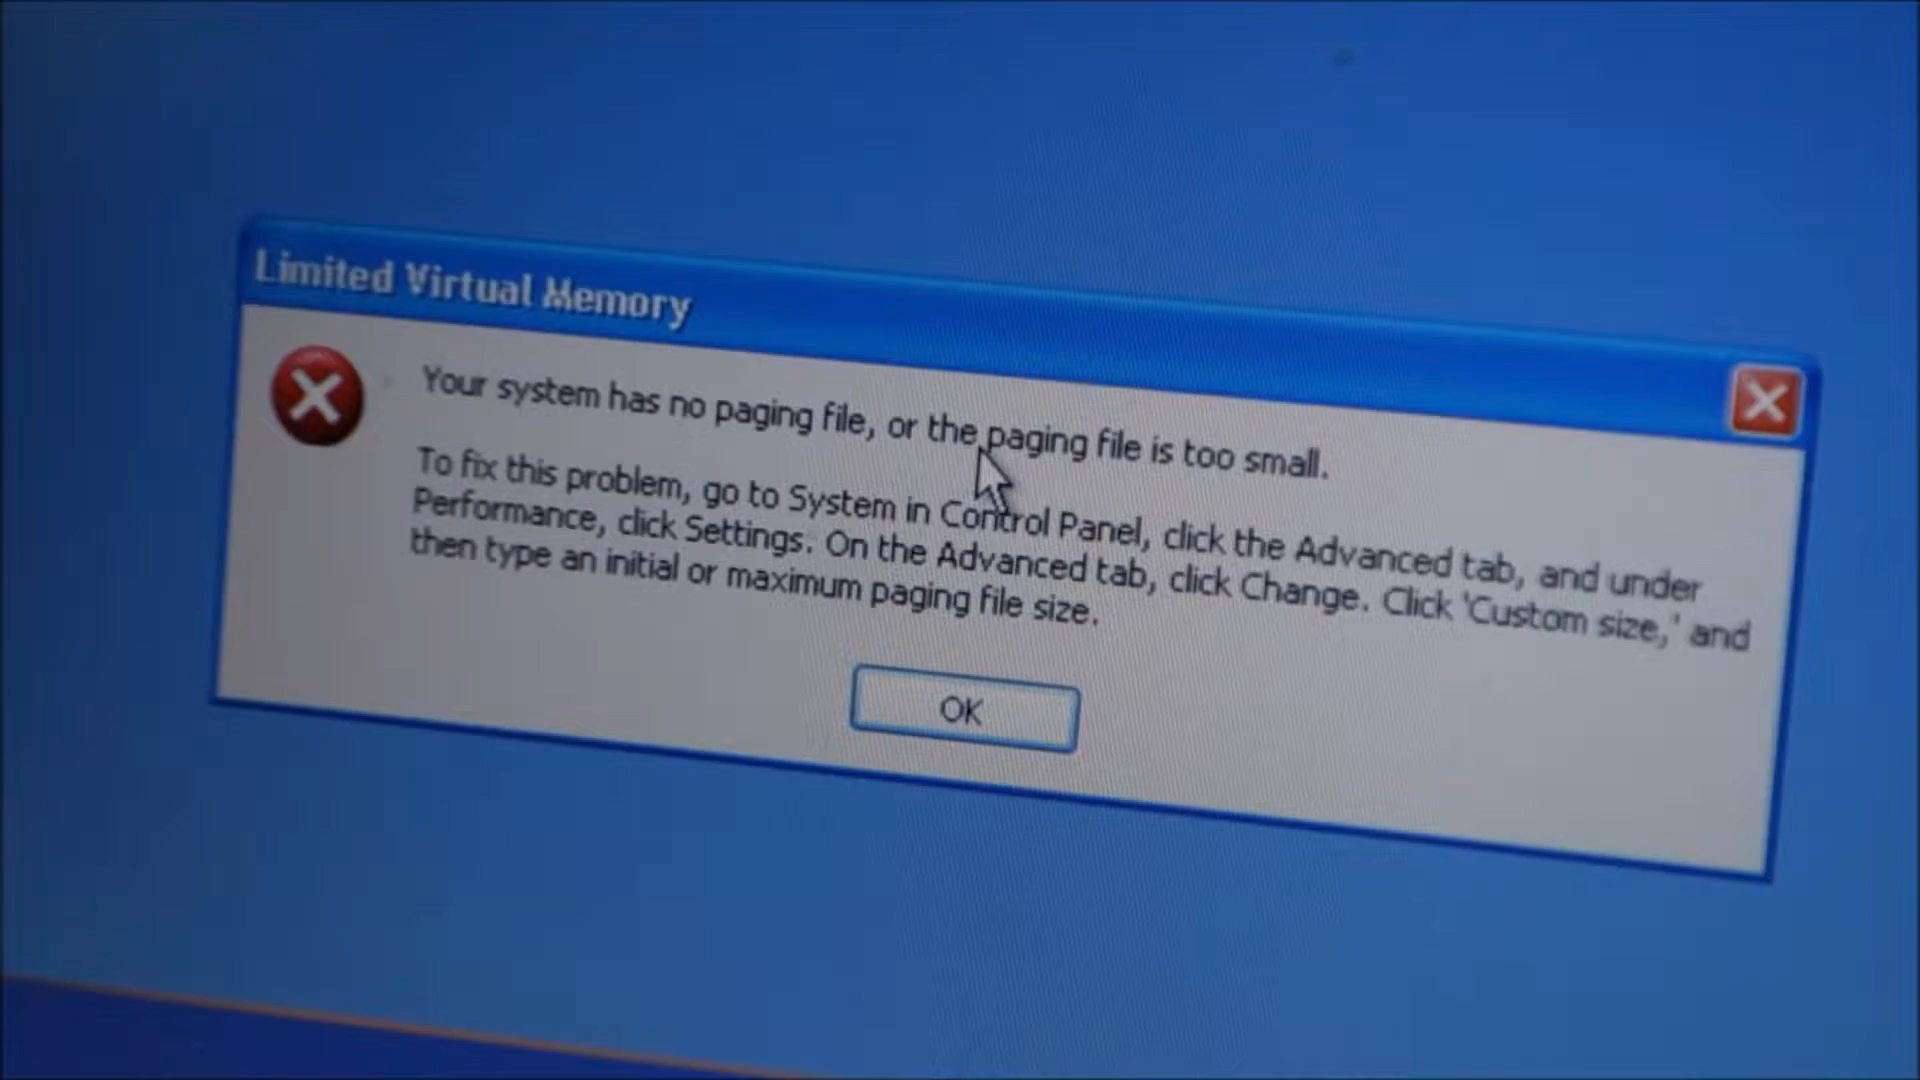 Limited Virtual Memory
Your system has no paging file, or the paging file is too small.
To fix this problem, go to System in Control Panel, click the Advanced tab, and under
Performance, click Settings. On the Advanced tab, click Change. Click 'Custom size,' and
then type an initial or maximum paging file size.
OK